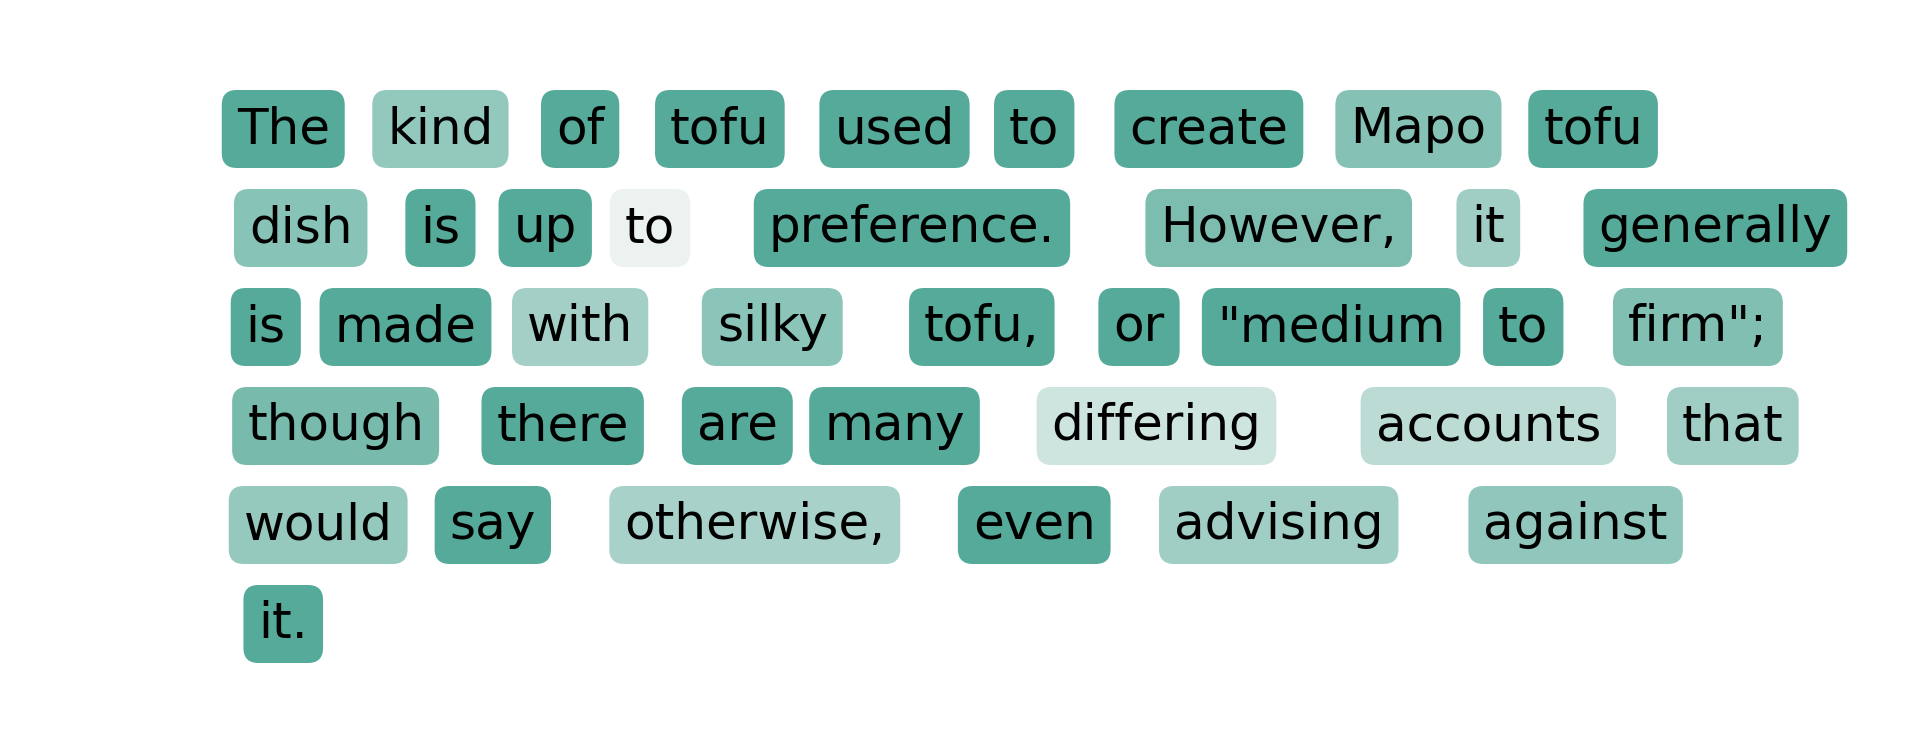 The kind of tofu used to create Mapo tofu
dish is up to preference. However, it generally
is made with silky tofu, or "medium to firm";
though there are many differing accounts that
would say otherwise, even advising against
it.